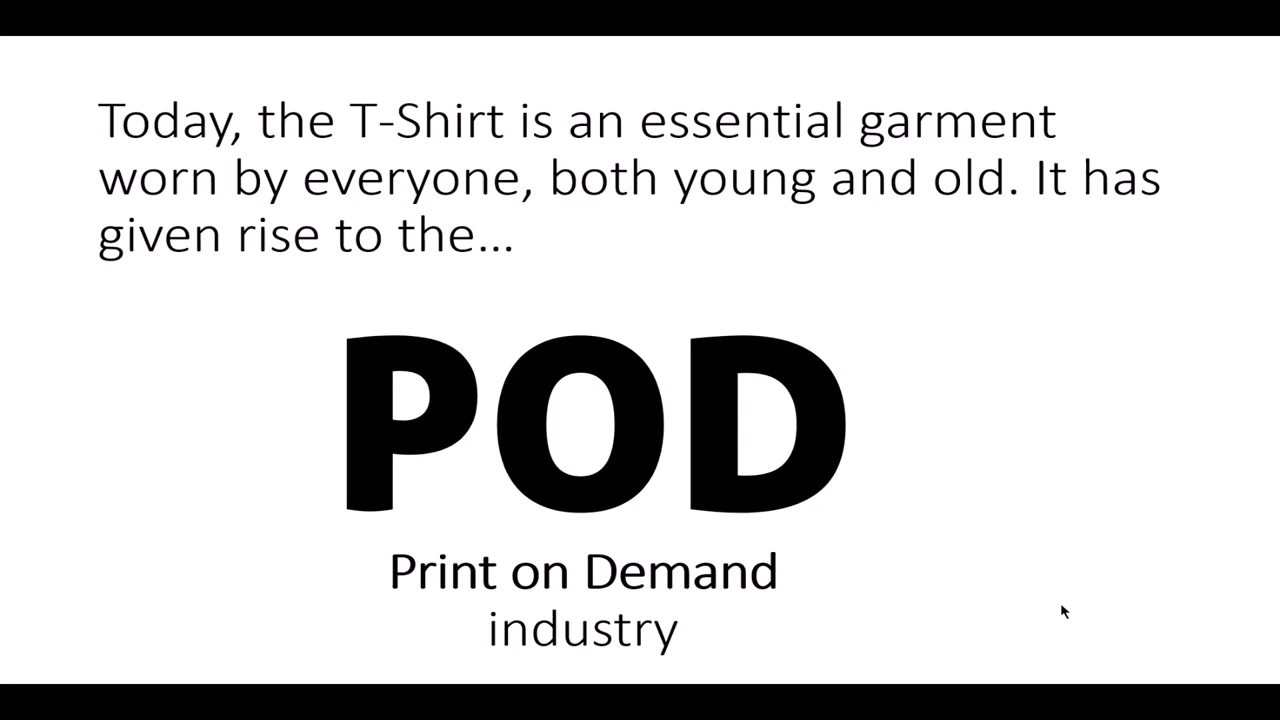 Today, the T-Shirt is an essential garment
worn by everyone, both young and old. It has
given rise to the...
POD
Print on Demand
industry